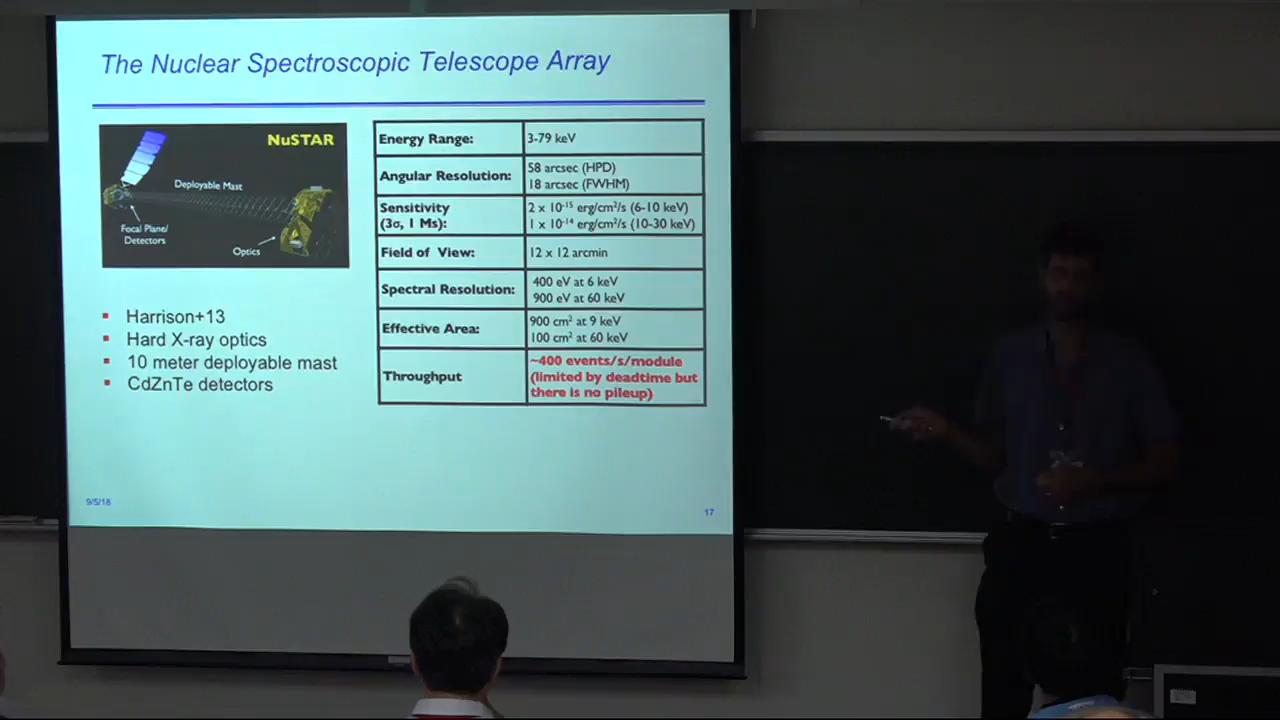 The Nuclear Spectroscopic Telescope Array
NuSTAR
Deployable Mast
Focal Plane/
Detectors
Optics
Harrison+13
Hard X-ray optics
10 meter deployable mast
CdZnTe detectors
Energy Range: 3-79 keV
Angular Resolution: 58 arcsec (HPD)
18 arcsec (FWHM)
Sensitivity 2 x 10⁻¹⁵ erg/cm²/s (6-10 keV)
(3σ, 1 Ms): 1 x 10⁻¹⁴ erg/cm²/s (10-30 keV)
Field of View: 12 x 12 arcmin
Spectral Resolution: 400 eV at 6 keV
900 eV at 60 keV
Effective Area: 900 cm² at 9 keV
100 cm² at 60 keV
Throughput ~400 events/s/module
(limited by deadtime but
there is no pileup)
9/5/18
17